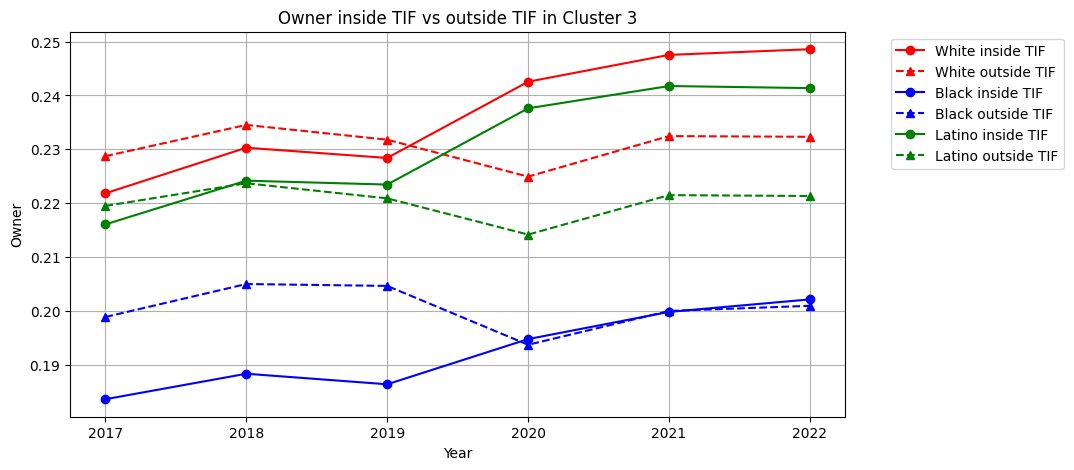 Owner inside TIF vs outside TIF in Cluster 3
0.25
0.24
0.23
0.22
0.21
0.20
0.19
Owner
2017 2018 2019 2020 2021 2022
Year
White inside TIF
White outside TIF
Black inside TIF
Black outside TIF
Latino inside TIF
Latino outside TIF